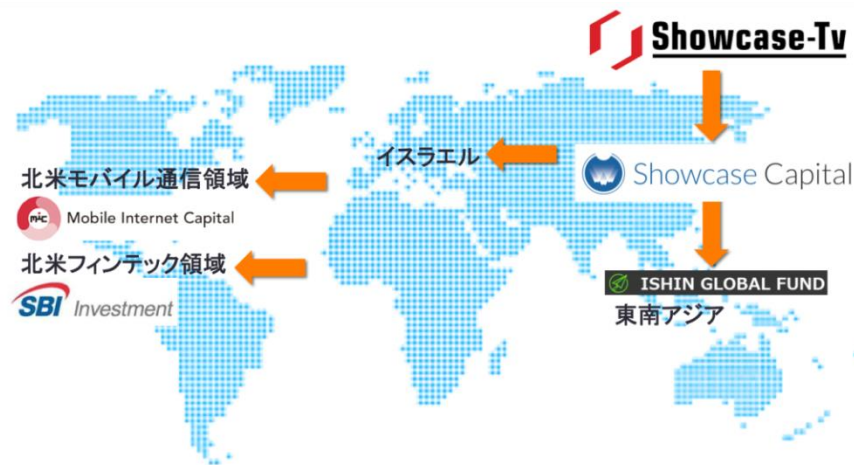 Showcase-Tv
イスラエル
Showcase Capital
北米モバイル通信領域
mic Mobile Internet Capital
北米フィンテック領域
SBI Investment
ISHIN GLOBAL FUND
東南アジア